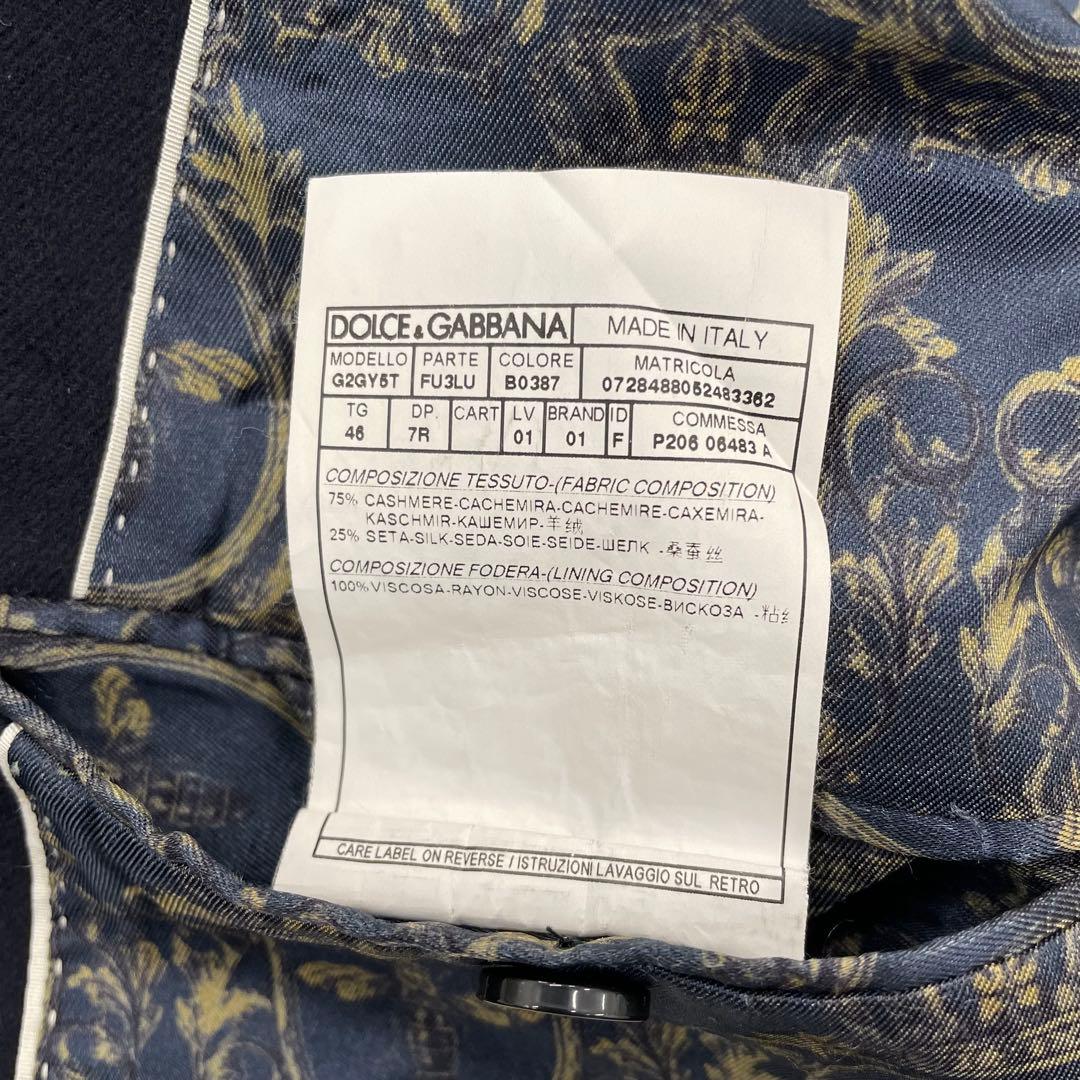 DOLCE&GABBANA MADE IN ITALY
MODELLO PARTE COLORE MATRICOLA
G2GY5T FU3LU B0387 0728488052483362
TG DP. CART LV BRAND ID COMMESSA
46 7R 01 01 F P206 06483 A
COMPOSIZIONE TESSUTO-(FABRIC COMPOSITION)
75% CASHMERE-CACHEMIRA-CACHEMIRE-CAXEMIRA-
KASCHMIR-КАШЕМИР-羊绒
25% SETA-SILK-SEDA-SOIE-SEIDE-ШЕЛК -桑蚕丝
COMPOSIZIONE FODERA-(LINING COMPOSITION)
100%VISCOSA-RAYON-VISCOSE-VISKOSE-ВИСКОЗА -粘
CARE LABEL ON REVERSE / ISTRUZIONI LAVAGGIO SUL RETRO